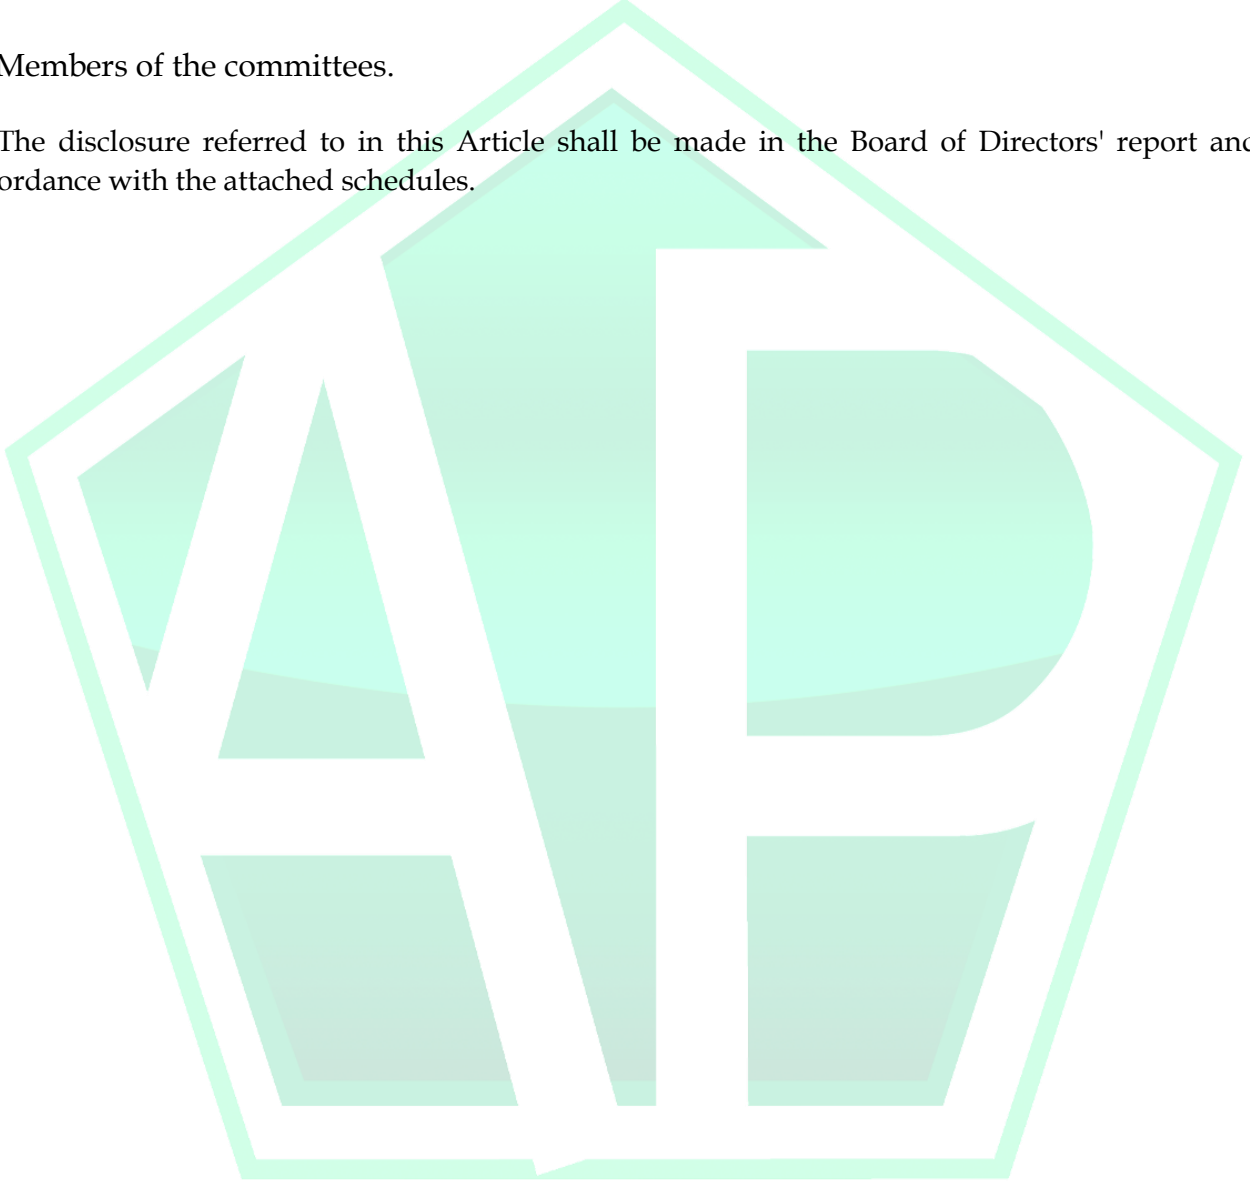 Members of the committees.
The disclosure referred to in this Article shall be made in the Board of Directors' report and
ordance with the attached schedules.
AP